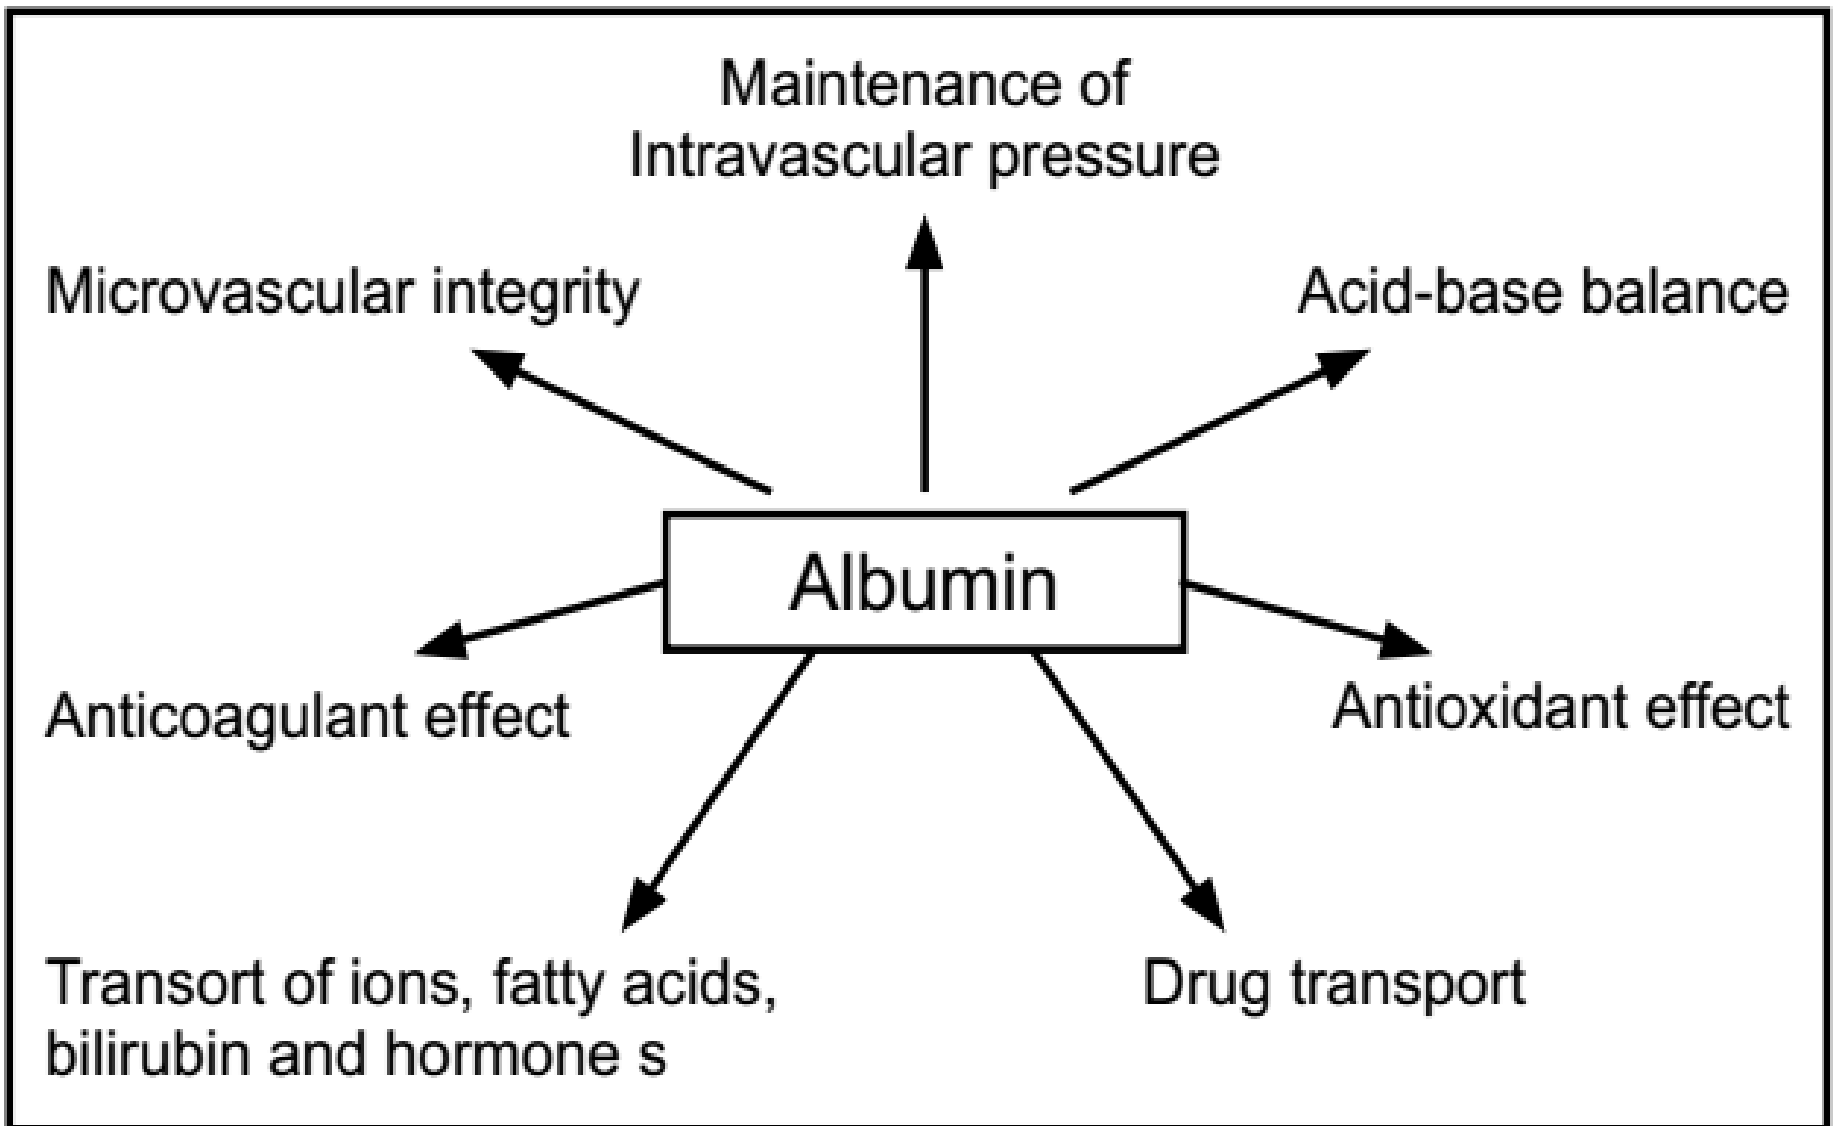 Maintenance of
Intravascular pressure
Microvascular integrity
Acid-base balance
Albumin
Anticoagulant effect
Antioxidant effect
Transort of ions, fatty acids,
bilirubin and hormone s
Drug transport